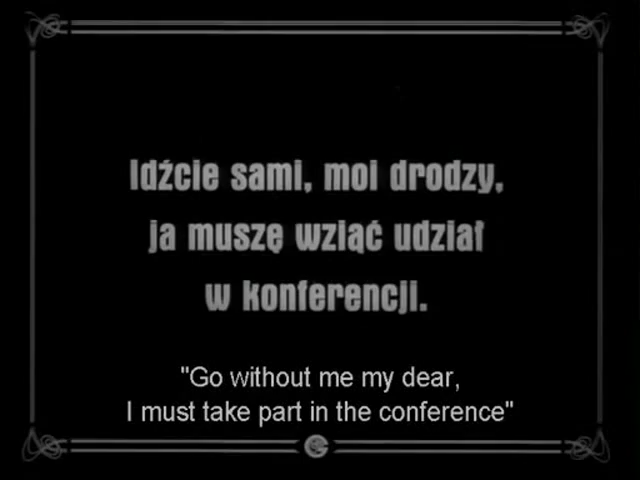 Idźcie sami, moi drodzy,
ja muszę wziąć udział
w konferencji.
"Go without me my dear,
I must take part in the conference"